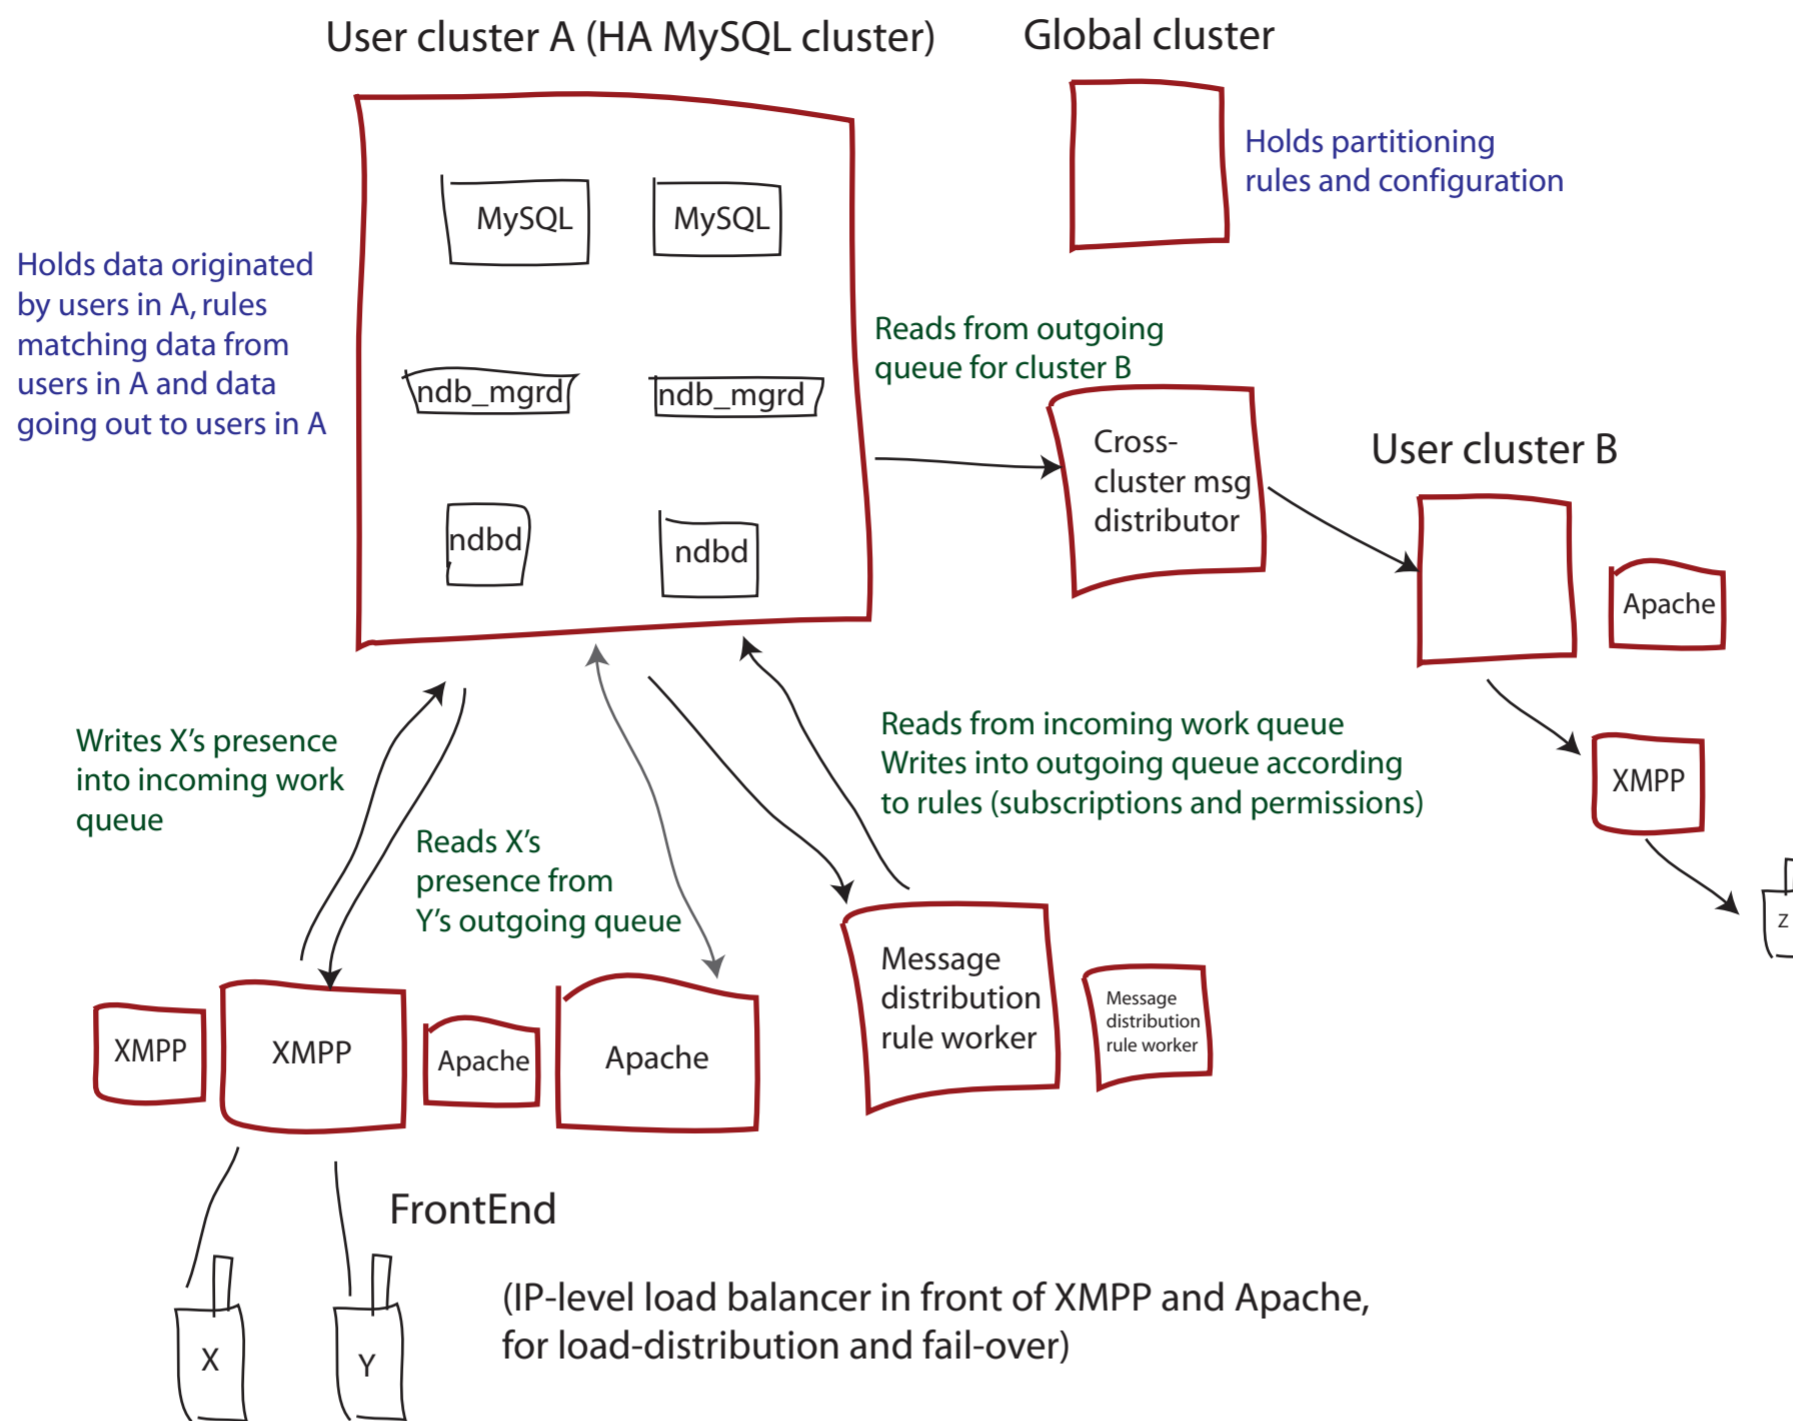 User cluster A (HA MySQL cluster)
Global cluster
Holds partitioning
rules and configuration
MySQL
MySQL
Holds data originated
by users in A, rules
matching data from
users in A and data
going out to users in A
ndb_mgrd
ndb_mgrd
ndbd
ndbd
Reads from outgoing
queue for cluster B
Cross-
cluster msg
distributor
User cluster B
Apache
XMPP
Z
Writes X's presence
into incoming work
queue
Reads X's
presence from
Y's outgoing queue
Reads from incoming work queue
Writes into outgoing queue according
to rules (subscriptions and permissions)
XMPP
XMPP
Apache
Apache
Message
distribution
rule worker
Message
distribution
rule worker
FrontEnd
(IP-level load balancer in front of XMPP and Apache,
for load-distribution and fail-over)
X
Y